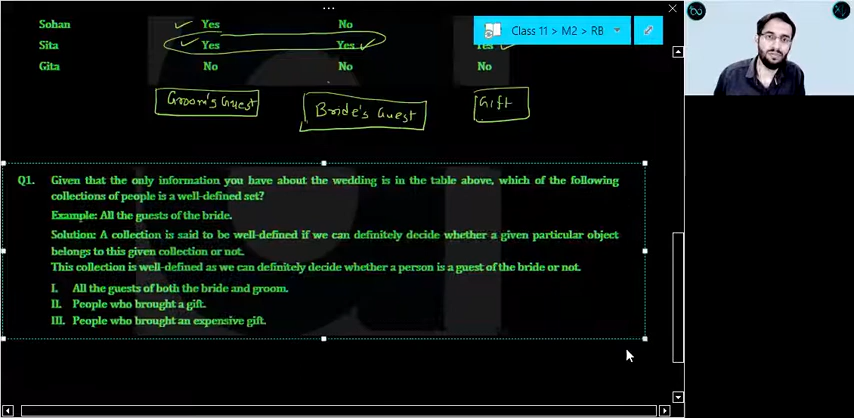 Sohan Yes No
Class 11 > M2 > RB
Sita Yes Yes Yes
Gita No No No
Groom's Guest Bride's Guest Gift
Q1. Given that the only information you have about the wedding is in the table above, which of the following
collections of people is a well-defined set?
Example: All the guests of the bride.
Solution: A collection is said to be well-defined if we can definitely decide whether a given particular object
belongs to this given collection or not.
This collection is well-defined as we can definitely decide whether a person is a guest of the bride or not.
I. All the guests of both the bride and groom.
II. People who brought a gift.
III. People who brought an expensive gift.